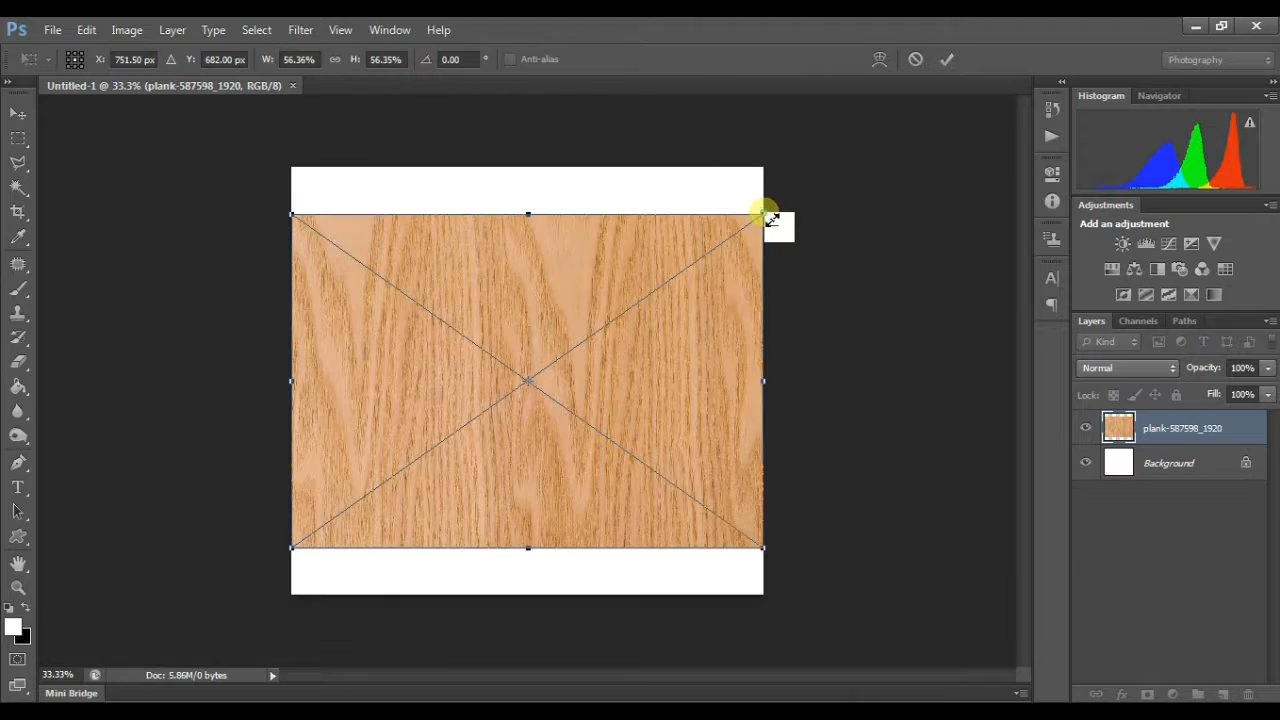 Ps File Edit Image Layer Type Select Filter 3D View Window Help
X: 751.50 px Y: 682.00 px W: 56.36% H: 56.35% 0.00 ° Anti-alias Photography
Untitled-1 @ 33.3% (plank-587598_1920, RGB/8) ×
Histogram Navigator
Adjustments
Add an adjustment
Layers Channels Paths
Kind T
Normal Opacity: 100%
Lock: Fill: 100%
plank-587598_1920
Background
A
T
33.33% Doc: 5.86M/0 bytes
Mini Bridge